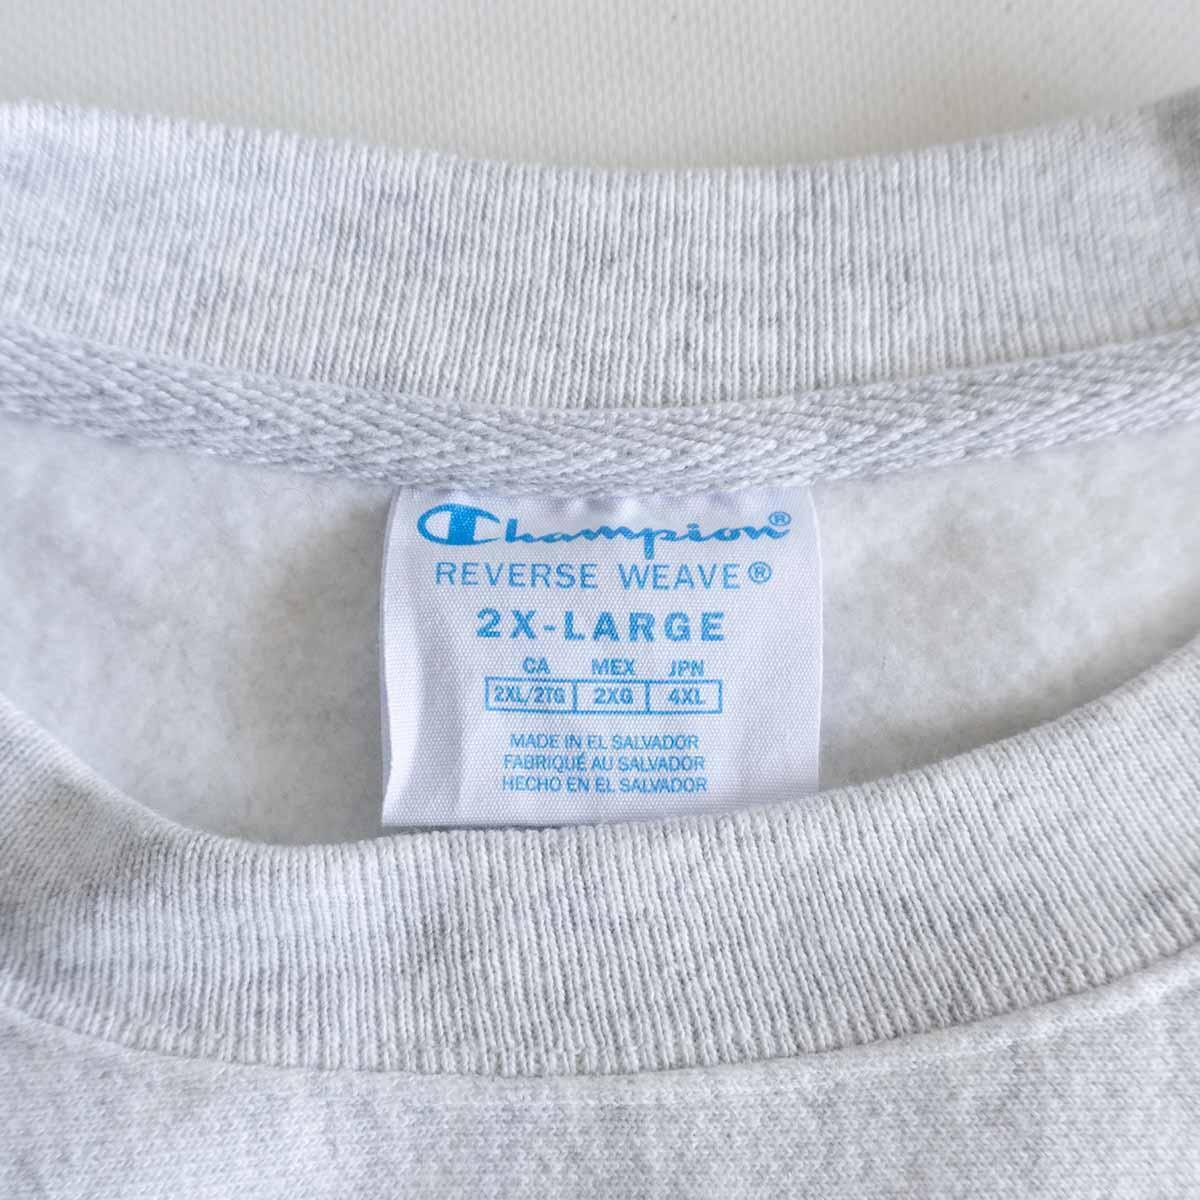 Champion®
REVERSE WEAVE®
2X-LARGE
CA MEX JPN
2XL/2TG 2XG 4XL
MADE IN EL SALVADOR
FABRIQUÉ AU SALVADOR
HECHO EN EL SALVADOR